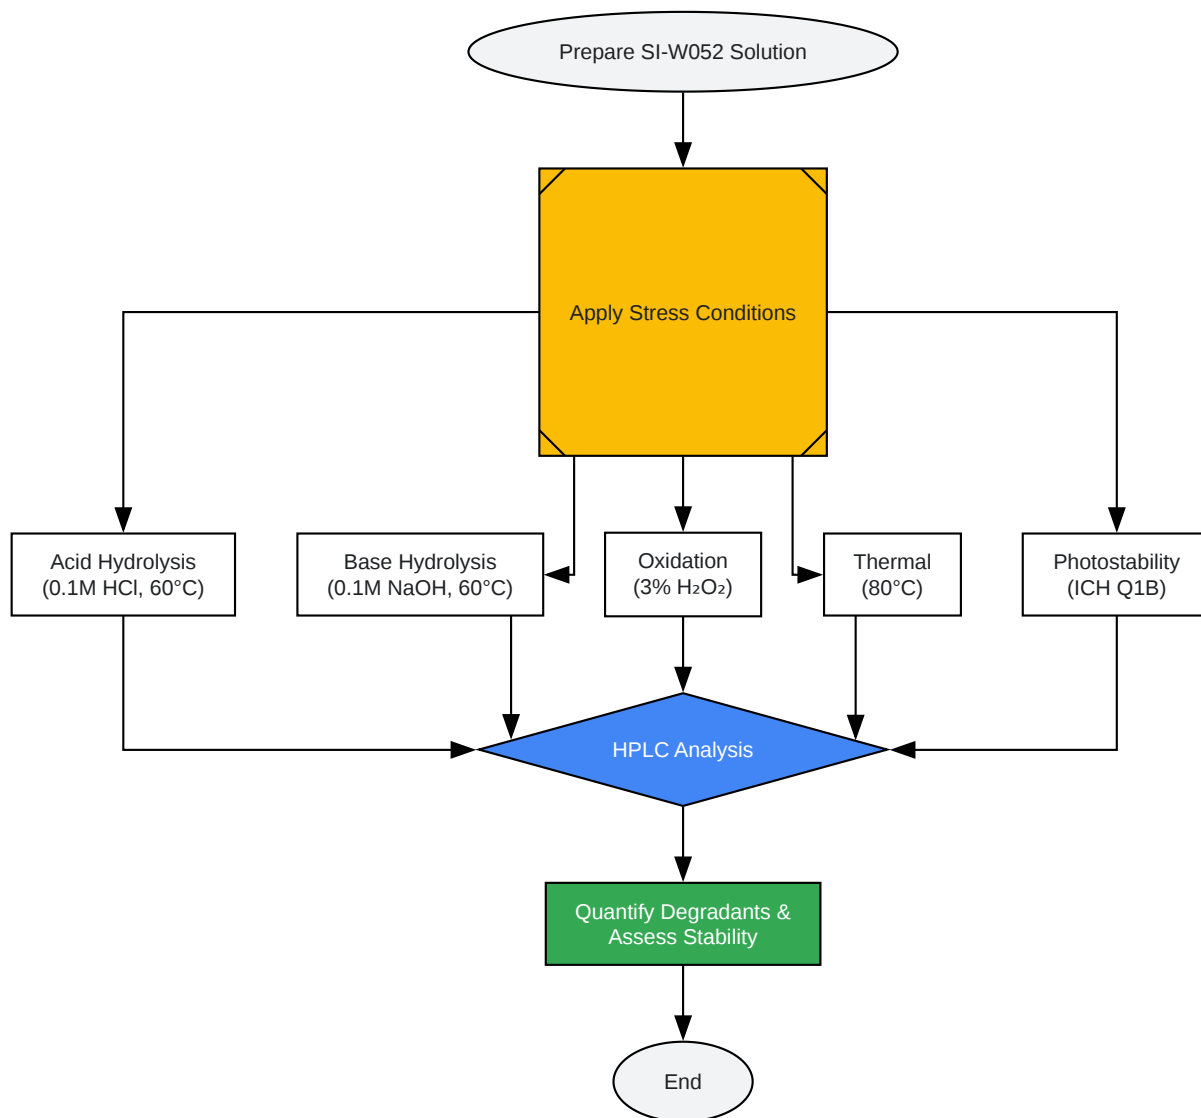 Prepare SI-W052 Solution
Apply Stress Conditions
Acid Hydrolysis
(0.1M HCl, 60°C)
Base Hydrolysis
(0.1M NaOH, 60°C)
Oxidation
(3% H₂O₂)
Thermal
(80°C)
Photostability
(ICH Q1B)
HPLC Analysis
Quantify Degradants &
Assess Stability
End